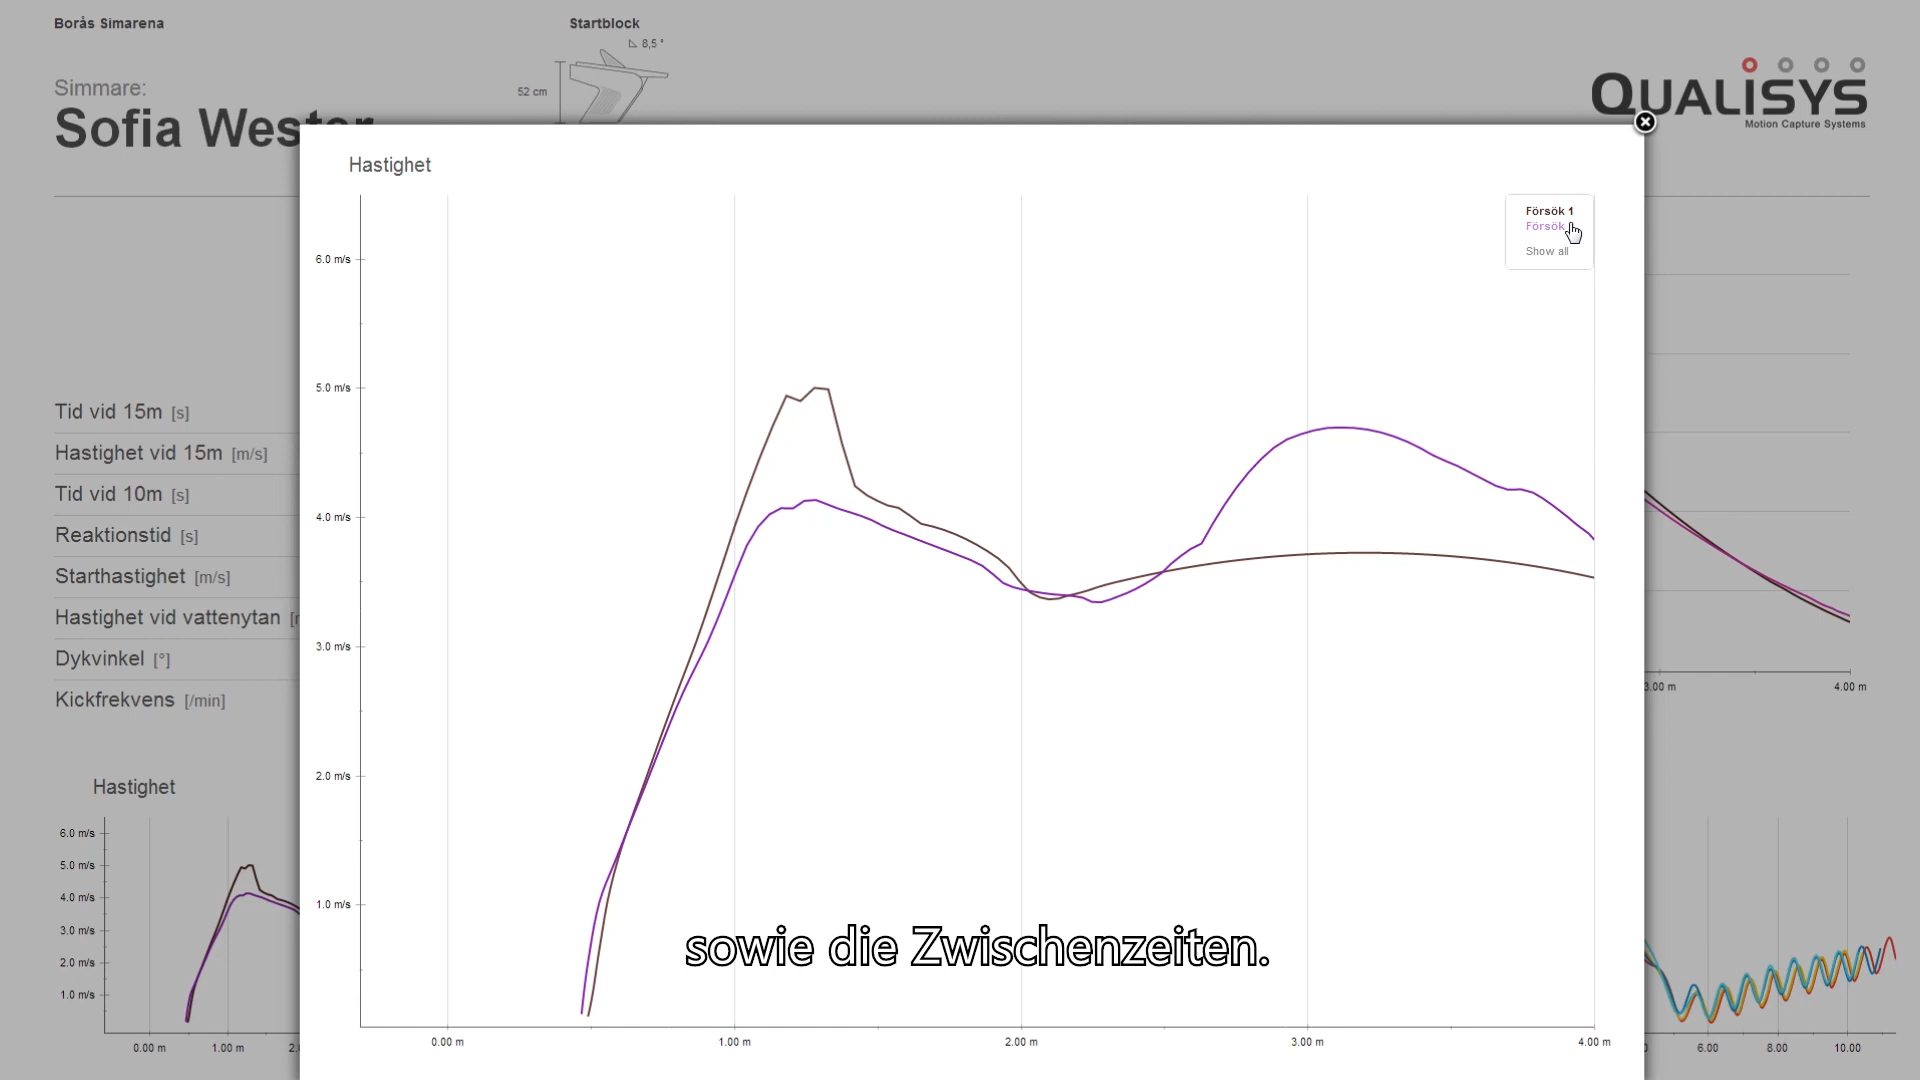 Borås Simarena
Startblock
8,5 °
52 cm
Simmare:
Sofia Wester
QUALISYS
Motion Capture Systems
Hastighet
Försök 1
Försök
Show all
6.0 m/s
5.0 m/s
4.0 m/s
3.0 m/s
2.0 m/s
1.0 m/s
0.00 m
1.00 m
2.00 m
3.00 m
4.00 m
sowie die Zwischenzeiten.
Tid vid 15m [s]
Hastighet vid 15m [m/s]
Tid vid 10m [s]
Reaktionstid [s]
Starthastighet [m/s]
Hastighet vid vattenytan
Dykvinkel [°]
Kickfrekvens [/min]
Hastighet
6.0 m/s
5.0 m/s
4.0 m/s
3.0 m/s
2.0 m/s
1.0 m/s
0.00 m
1.00 m
3.00 m
4.00 m
6.00
8.00
10.00